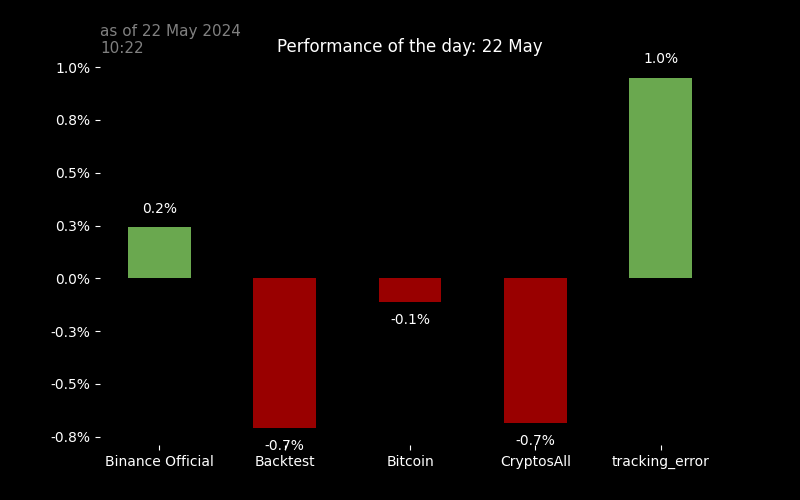 as of 22 May 2024
10:22
Performance of the day: 22 May
1.0%
0.8%
0.5%
0.3%
0.0%
-0.3%
-0.5%
-0.8%
0.2%
-0.7%
-0.1%
-0.7%
1.0%
Binance Official
Backtest
Bitcoin
CryptosAll
tracking_error